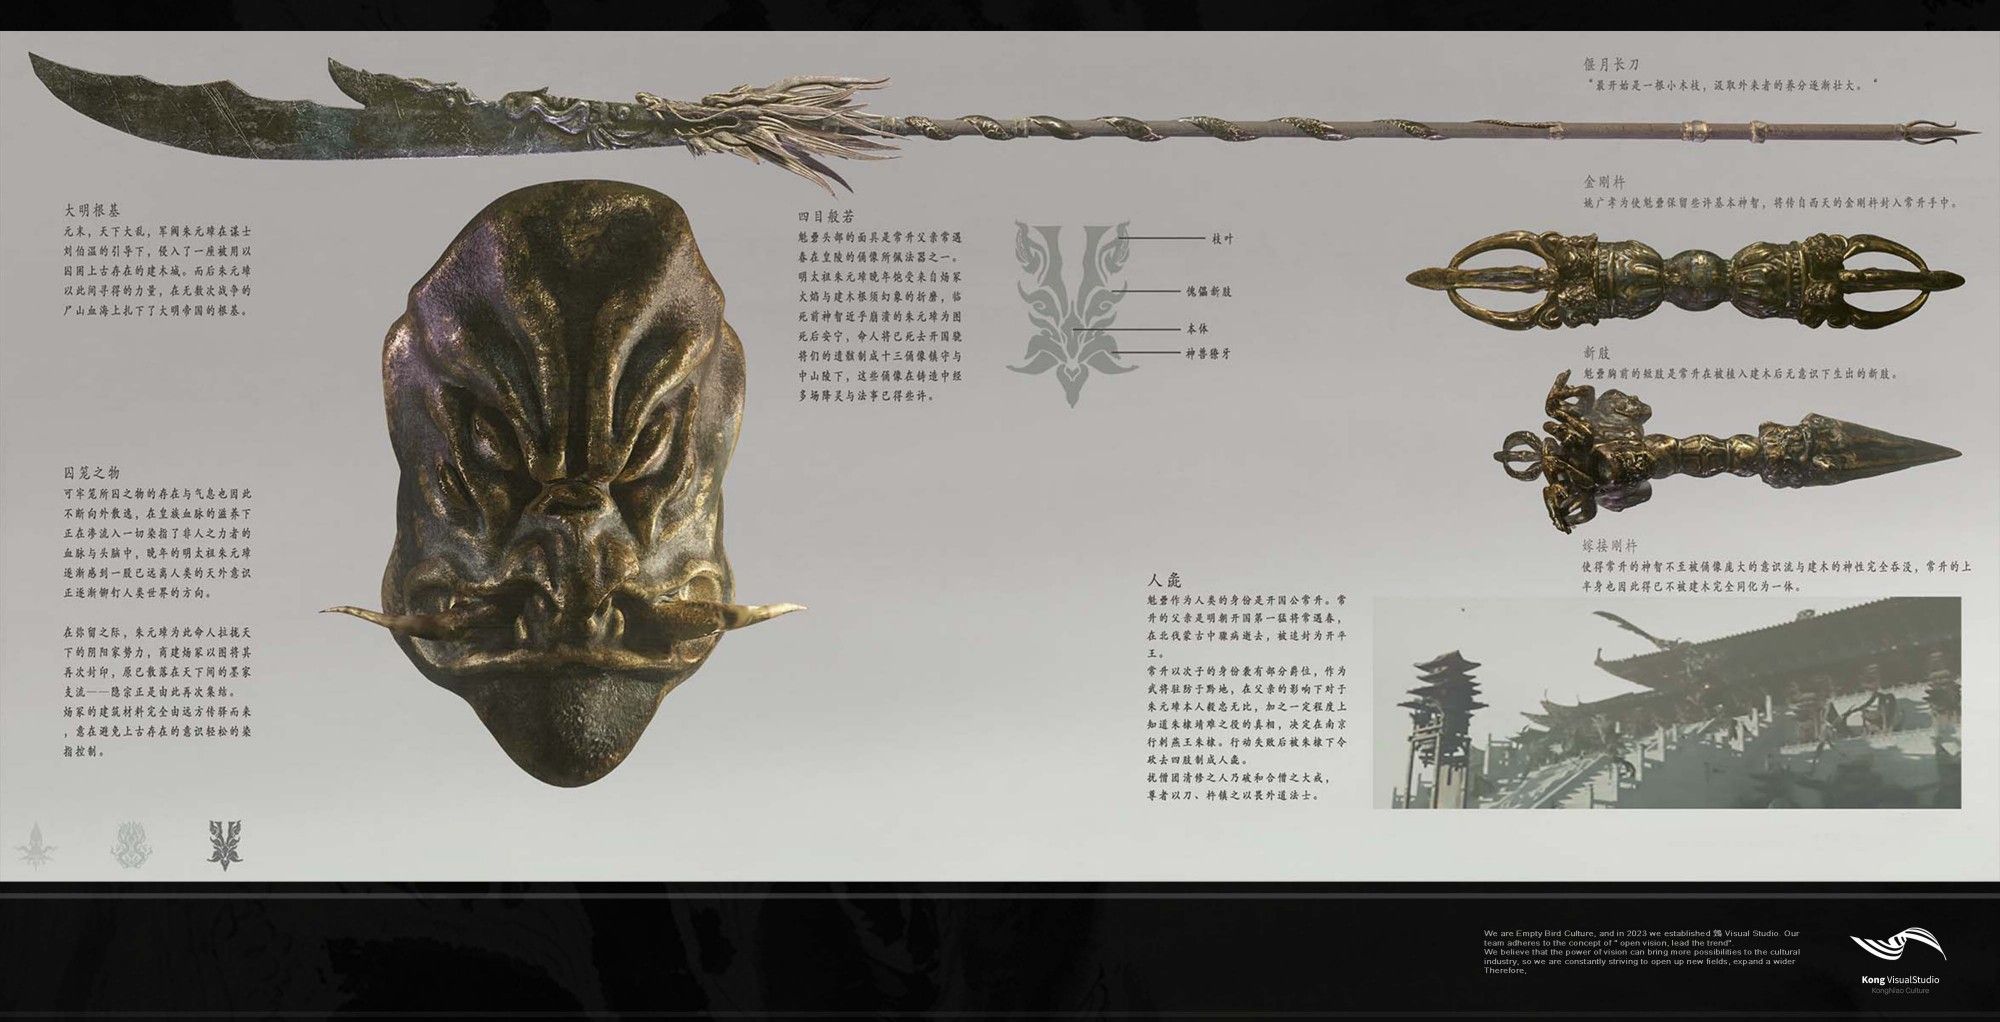 偃月长刀
“最开始是一根小木枝，汲取外来者的养分逐渐壮大。“
金刚杵
姚广孝为使魁罍保留些许基本神智，将传自西天的金刚杵封入常升手中。
大明根基
元末，天下大乱，军阀朱元璋在谋士
刘伯温的引导下，侵入了一座被用以
囚困上古存在的建木城。而后朱元璋
以此间寻得的力量，在无数次战争的
尸山血海上扎下了大明帝国的根基。
四目般若
魁罍头部的面具是常升父亲常遇
春在皇陵的俑像所佩法器之一。
明太祖朱元璋晚年饱受来自炀冢
火焰与建木根须幻象的折磨，临
死前神智近乎崩溃的朱元璋为图
死后安宁，命人将已死去开国骁
将们的遗骸制成十三俑像镇守与
中山陵下，这些俑像在铸造中经
多场降灵与法事已得些许。
枝叶
傀儡新肢
本体
神兽獠牙
新肢
魁罍胸前的短肢是常升在被植入建木后无意识下生出的新肢。
囚笼之物
可牢笼所囚之物的存在与气息也因此
不断向外散逸，在皇族血脉的滋养下
正在渗流入一切染指了非人之力者的
血脉与头脑中，晚年的明太祖朱元璋
逐渐感到一股已远离人类的天外意识
正逐渐铆钉人类世界的方向。
在弥留之际，朱元璋为此命人拉拢天
下的阴阳家势力，商建炀冢以图将其
再次封印，原已散落在天下间的墨家
支流——隐宗正是由此再次集结。
炀冢的建筑材料完全由远方传驿而来
，意在避免上古存在的意识轻松的染
指控制。
嫁接刚杵
使得常升的神智不至被俑像庞大的意识流与建木的神性完全吞没，常升的上
半身也因此得已不被建木完全同化为一体。
人彘
魁罍作为人类的身份是开国公常升。常
升的父亲是明朝开国第一猛将常遇春，
在北伐蒙古中骤病逝去，被追封为开平
王。
常升以次子的身份袭有部分爵位，作为
武将驻防于黔地，在父亲的影响下对于
朱元璋本人毅忠无比，加之一定程度上
知道朱棣靖难之役的真相，决定在南京
行刺燕王朱棣。行动失败后被朱棣下令
砍去四肢制成人彘。
扰僧团清修之人乃破和合僧之大戒，
尊者以刀、杵镇之以畏外道法士。
We are Empty Bird Culture, and in 2023 we established 鵼 Visual Studio. Our
team adheres to the concept of " open vision, lead the trend".
We believe that the power of vision can bring more possibilities to the cultural
industry, so we are constantly striving to open up new fields, expand a wider
Therefore,
Kong VisualStudio
KongNiao Culture